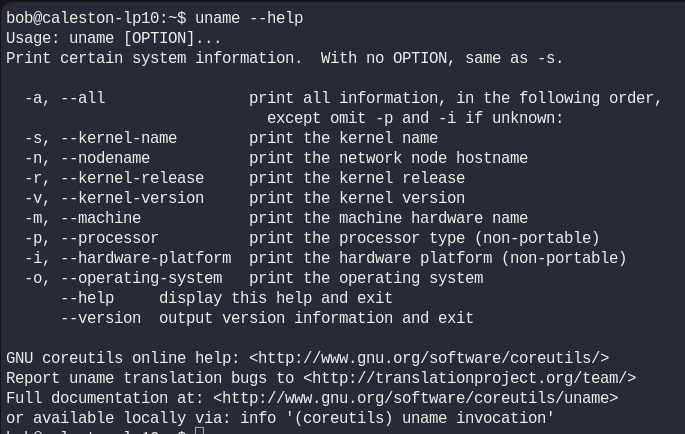 bob@caleston-lp10:~$ uname --help
Usage: uname [OPTION]...
Print certain system information.  With no OPTION, same as -s.

  -a, --all                print all information, in the following order,
                             except omit -p and -i if unknown:
  -s, --kernel-name        print the kernel name
  -n, --nodename           print the network node hostname
  -r, --kernel-release     print the kernel release
  -v, --kernel-version     print the kernel version
  -m, --machine            print the machine hardware name
  -p, --processor          print the processor type (non-portable)
  -i, --hardware-platform  print the hardware platform (non-portable)
  -o, --operating-system   print the operating system
      --help     display this help and exit
      --version  output version information and exit

GNU coreutils online help: <http://www.gnu.org/software/coreutils/>
Report uname translation bugs to <http://translationproject.org/team/>
Full documentation at: <http://www.gnu.org/software/coreutils/uname>
or available locally via: info '(coreutils) uname invocation'
bob@caleston-lp10:~$